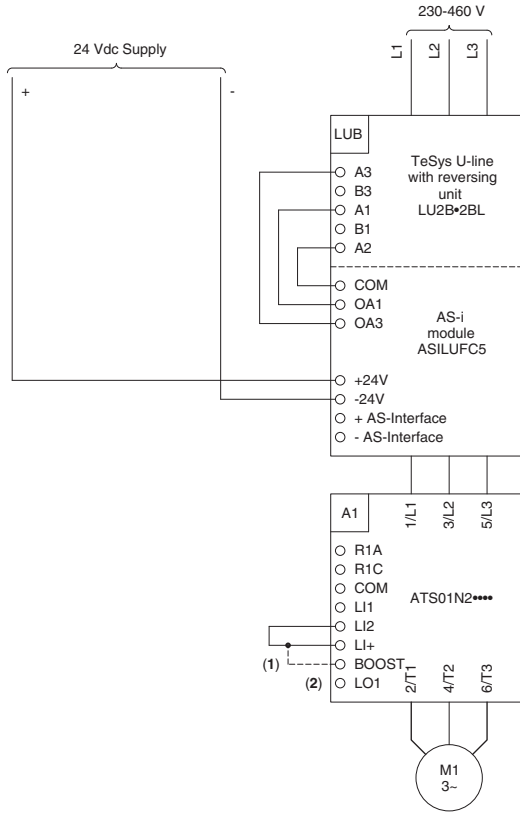 230-460 V
24 Vdc Supply
L1
L2
L3
+
-
LUB
TeSys U-line
with reversing
unit
LU2B•2BL
A3
B3
A1
B1
A2
COM
OA1
OA3
AS-i
module
ASILUFC5
+24V
-24V
+ AS-Interface
- AS-Interface
A1
1/L1
3/L2
5/L3
R1A
R1C
COM
LI1
LI2
LI+
BOOST
LO1
ATS01N2••••
(1)
(2)
2/T1
4/T2
6/T3
M1
3~